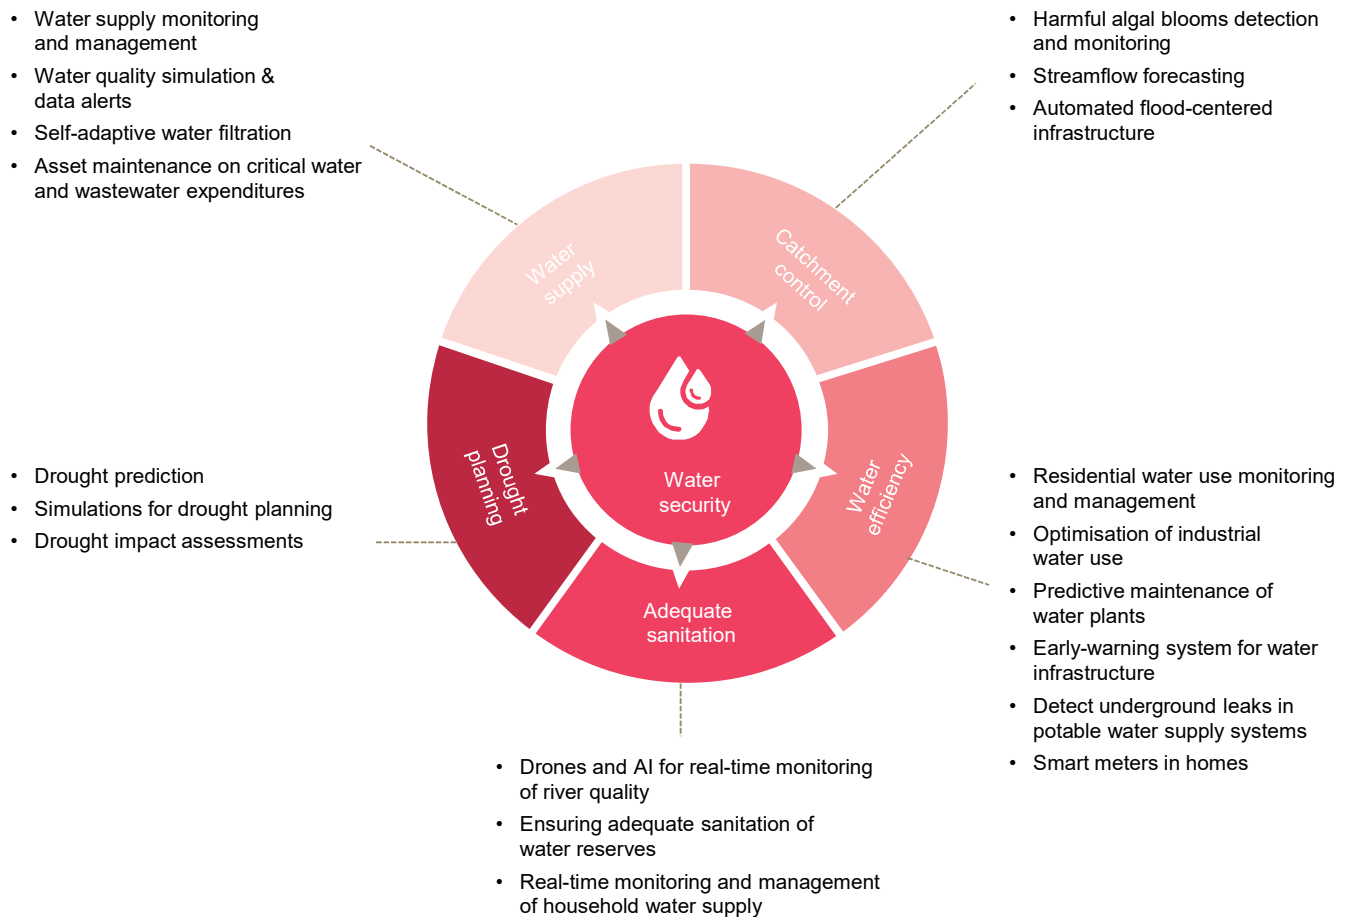 • Water supply monitoring
and management
• Water quality simulation &
data alerts
• Self-adaptive water filtration
• Asset maintenance on critical water
and wastewater expenditures
• Harmful algal blooms detection
and monitoring
• Streamflow forecasting
• Automated flood-centered
infrastructure
Water
supply
Catchment
control
Water
security
Drought
planning
Water
efficiency
Adequate
sanitation
• Drought prediction
• Simulations for drought planning
• Drought impact assessments
• Residential water use monitoring
and management
• Optimisation of industrial
water use
• Predictive maintenance of
water plants
• Early-warning system for water
infrastructure
• Detect underground leaks in
potable water supply systems
• Smart meters in homes
• Drones and AI for real-time monitoring
of river quality
• Ensuring adequate sanitation of
water reserves
• Real-time monitoring and management
of household water supply